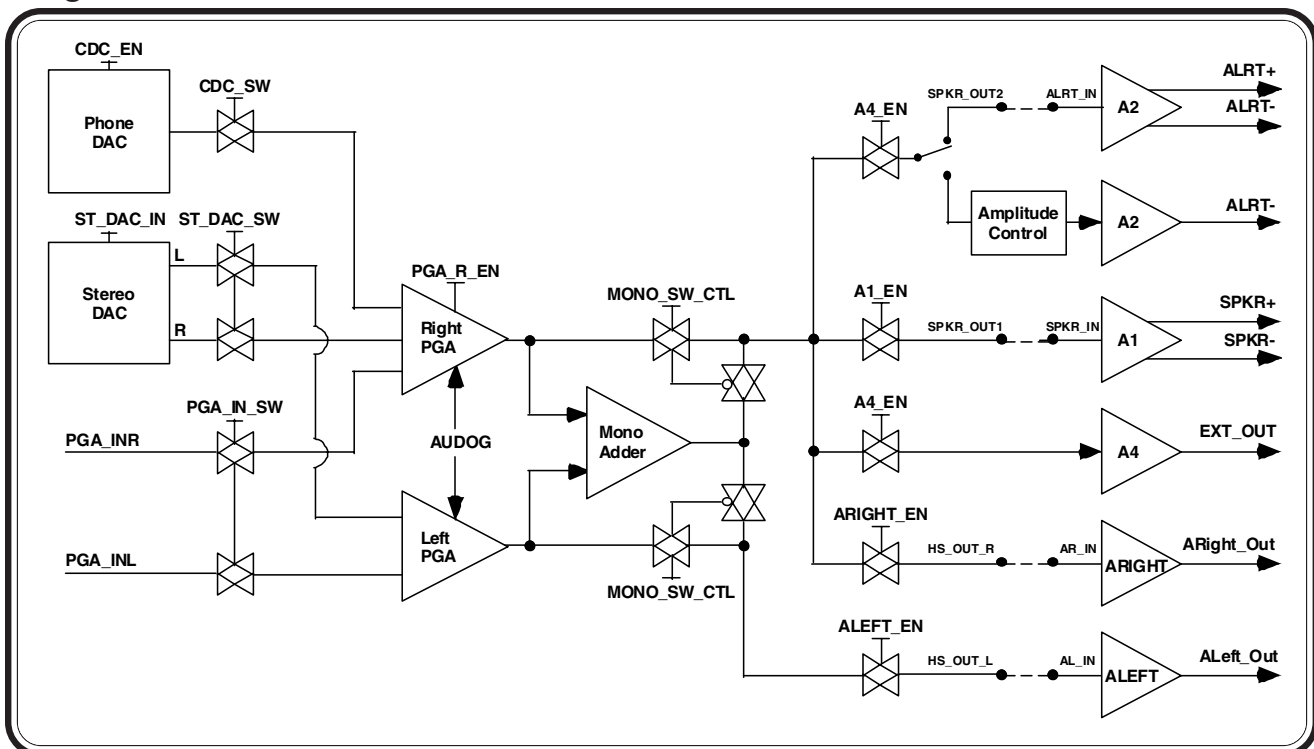 CDC_EN
Phone
DAC
CDC_SW
ST_DAC_IN
ST_DAC_SW
Stereo
DAC
L
R
PGA_IN_SW
PGA_INR
PGA_INL
PGA_R_EN
Right
PGA
AUDOG
Left
PGA
MONO_SW_CTL
Mono
Adder
MONO_SW_CTL
A4_EN
SPKR_OUT2
ALRT_IN
A2
ALRT+
ALRT-
Amplitude
Control
A2
ALRT-
A1_EN
SPKR_OUT1
SPKR_IN
A1
SPKR+
SPKR-
A4_EN
A4
EXT_OUT
ARIGHT_EN
HS_OUT_R
AR_IN
ARIGHT
ARight_Out
ALEFT_EN
HS_OUT_L
AL_IN
ALEFT
ALeft_Out